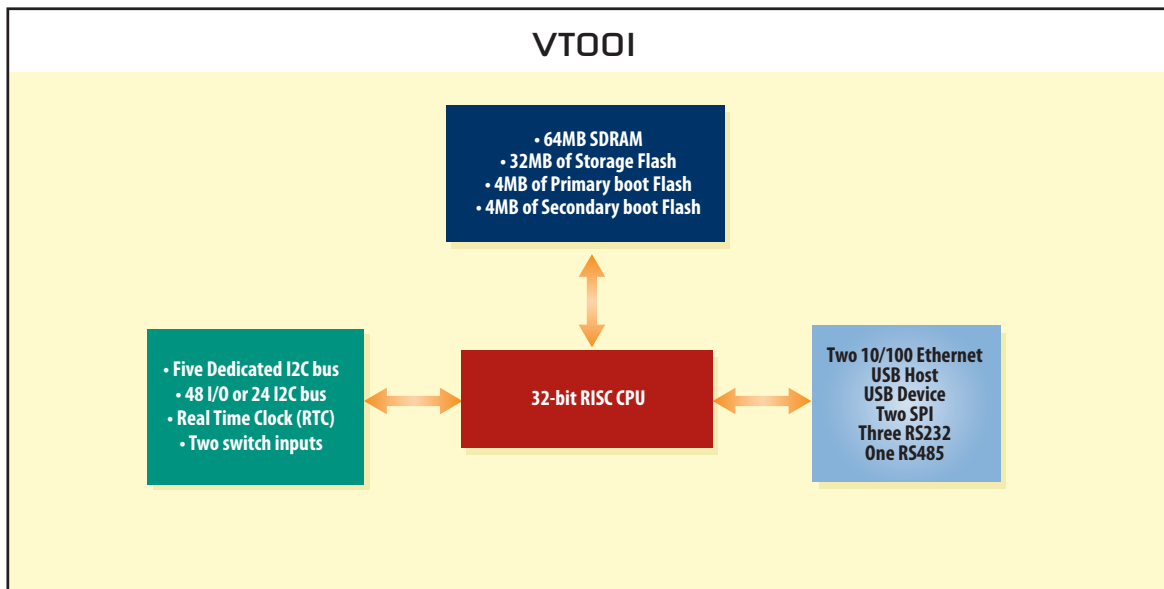 VT001
• 64MB SDRAM
• 32MB of Storage Flash
• 4MB of Primary boot Flash
• 4MB of Secondary boot Flash
• Five Dedicated I2C bus
• 48 I/O or 24 I2C bus
• Real Time Clock (RTC)
• Two switch inputs
32-bit RISC CPU
Two 10/100 Ethernet
USB Host
USB Device
Two SPI
Three RS232
One RS485